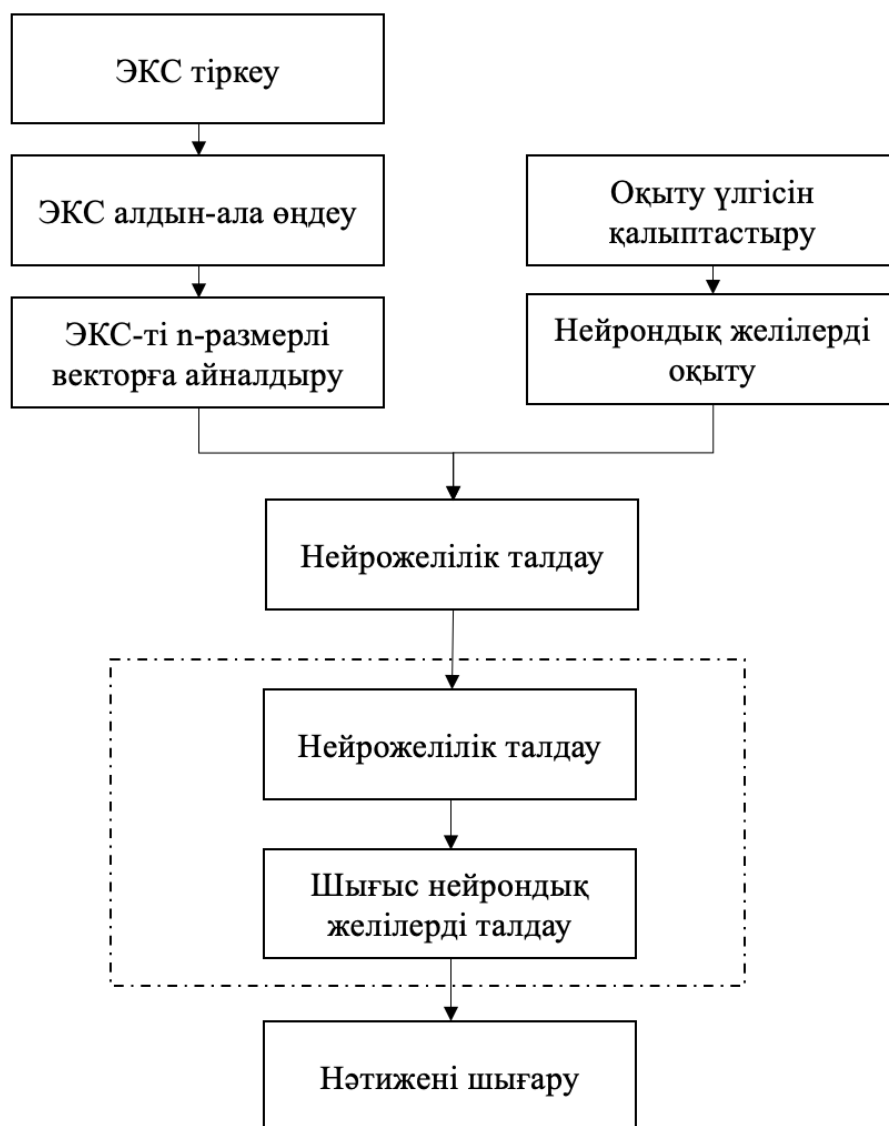 ЭКС тіркеу
ЭКС алдын-ала өңдеу
ЭКС-ті n-размерлі
векторға айналдыру
Оқыту үлгісін
қалыптастыру
Нейрондық желілерді
оқыту
Нейрожелілік талдау
Нейрожелілік талдау
Шығыс нейрондық
желілерді талдау
Нәтижені шығару